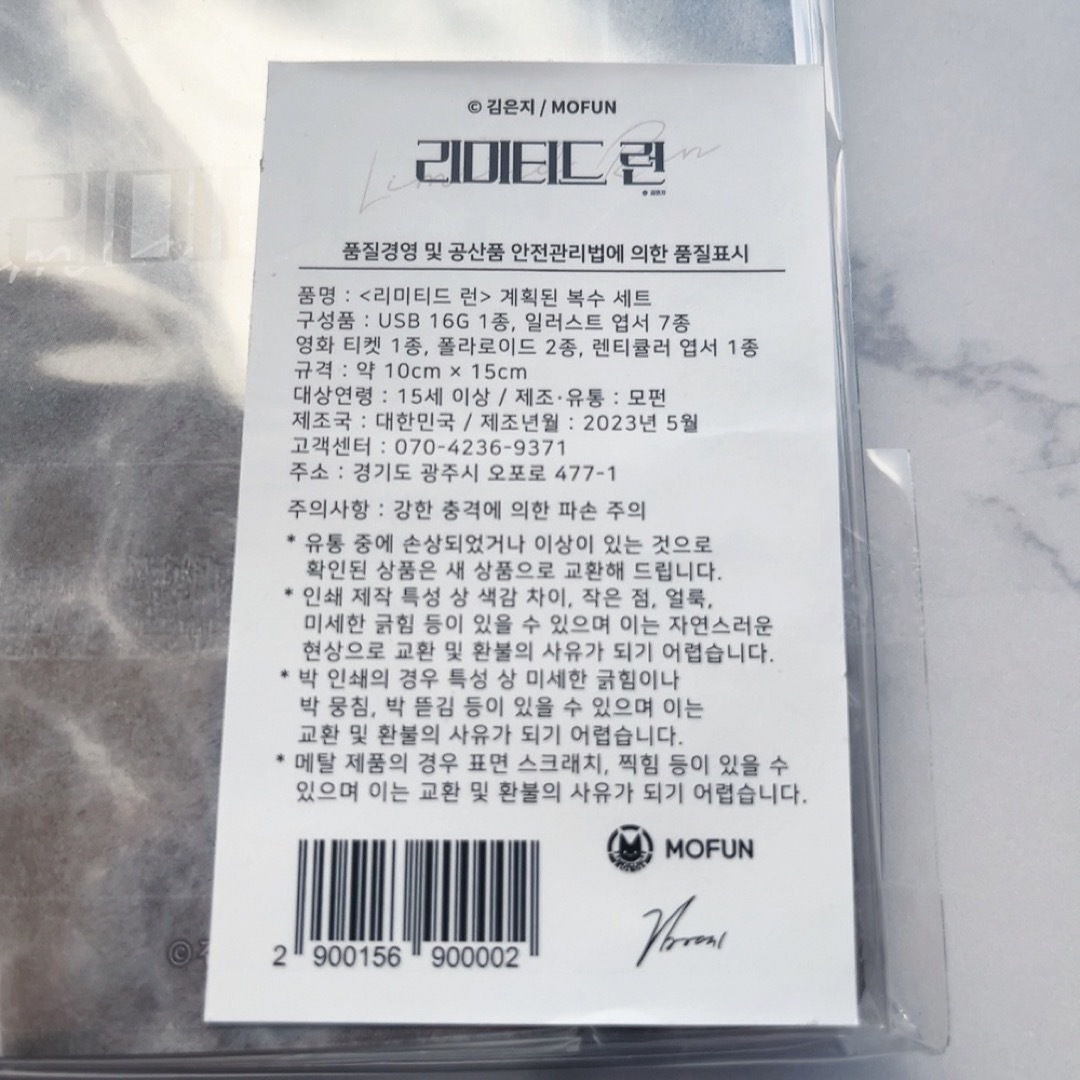 © 김은지 / MOFUN
리미티드 런
© 김은지
품질경영 및 공산품 안전관리법에 의한 품질표시
품명 : <리미티드 런> 계획된 복수 세트
구성품 : USB 16G 1종, 일러스트 엽서 7종
영화 티켓 1종, 폴라로이드 2종, 렌티큘러 엽서 1종
규격 : 약 10cm × 15cm
대상연령 : 15세 이상 / 제조·유통 : 모펀
제조국 : 대한민국 / 제조년월 : 2023년 5월
고객센터 : 070-4236-9371
주소 : 경기도 광주시 오포로 477-1
주의사항 : 강한 충격에 의한 파손 주의
* 유통 중에 손상되었거나 이상이 있는 것으로
확인된 상품은 새 상품으로 교환해 드립니다.
* 인쇄 제작 특성 상 색감 차이, 작은 점, 얼룩,
미세한 긁힘 등이 있을 수 있으며 이는 자연스러운
현상으로 교환 및 환불의 사유가 되기 어렵습니다.
* 박 인쇄의 경우 특성 상 미세한 긁힘이나
박 뭉침, 박 뜯김 등이 있을 수 있으며 이는
교환 및 환불의 사유가 되기 어렵습니다.
* 메탈 제품의 경우 표면 스크래치, 찍힘 등이 있을 수
있으며 이는 교환 및 환불의 사유가 되기 어렵습니다.
MOFUN
2 900156 900002